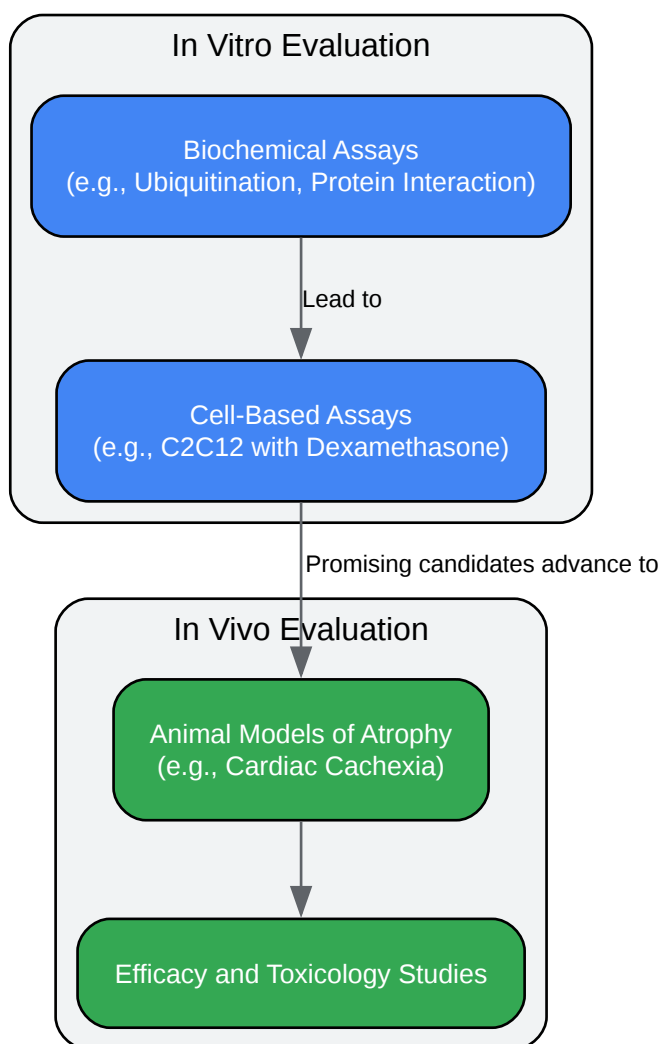 In Vitro Evaluation
Biochemical Assays
(e.g., Ubiquitination, Protein Interaction)
Lead to
Cell-Based Assays
(e.g., C2C12 with Dexamethasone)
Promising candidates advance to
In Vivo Evaluation
Animal Models of Atrophy
(e.g., Cardiac Cachexia)
Efficacy and Toxicology Studies